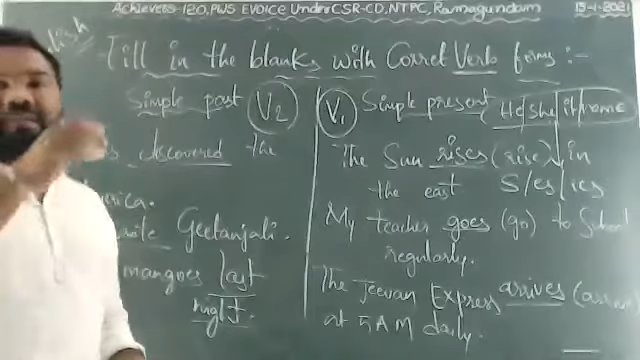 Achievers-120, PWS EVOICE Under CSR-CD, NTPC, Ramagundam 15-1-2021
Fill in the blanks with Correct Verb forms :-
Simple past V2
discovered the
Geetanjali.
mangoes last
night.
V1 Simple present (He/she/it/name
The Sun rises (rise) in
the east S/es/ies
My teacher goes (go) to School
regularly.
The Jeevan Express arrives
at 5 AM daily.